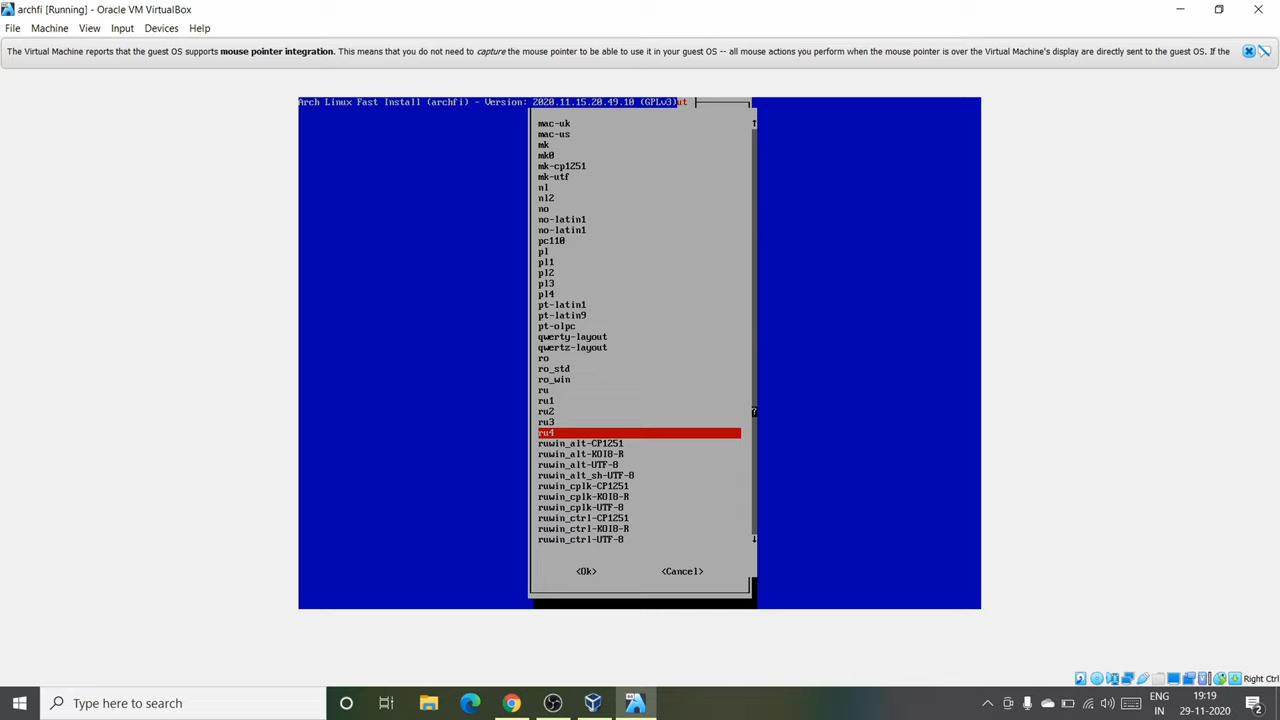 archfi [Running] - Oracle VM VirtualBox
File Machine View Input Devices Help
The Virtual Machine reports that the guest OS supports mouse pointer integration. This means that you do not need to capture the mouse pointer to be able to use it in your guest OS -- all mouse actions you perform when the mouse pointer is over the Virtual Machine's display are directly sent to the guest OS. If the
Arch Linux Fast Install (archfi) - Version: 2020.11.15.20.49.10 (GPLv3)ut
mac-uk
mac-us
mk
mk0
mk-cp1251
mk-utf
nl
nl2
no
no-latin1
no-latin1
pc110
pl
pl1
pl2
pl3
pl4
pt-latin1
pt-latin9
pt-olpc
qwerty-layout
qwertz-layout
ro
ro_std
ro_win
ru
ru1
ru2
ru3
ru4
ruwin_alt-CP1251
ruwin_alt-KOI8-R
ruwin_alt-UTF-8
ruwin_alt_sh-UTF-8
ruwin_cplk-CP1251
ruwin_cplk-KOI8-R
ruwin_cplk-UTF-8
ruwin_ctrl-CP1251
ruwin_ctrl-KOI8-R
ruwin_ctrl-UTF-8
<Ok> <Cancel>
Right Ctrl
Type here to search
ENG
IN
19:19
29-11-2020
2